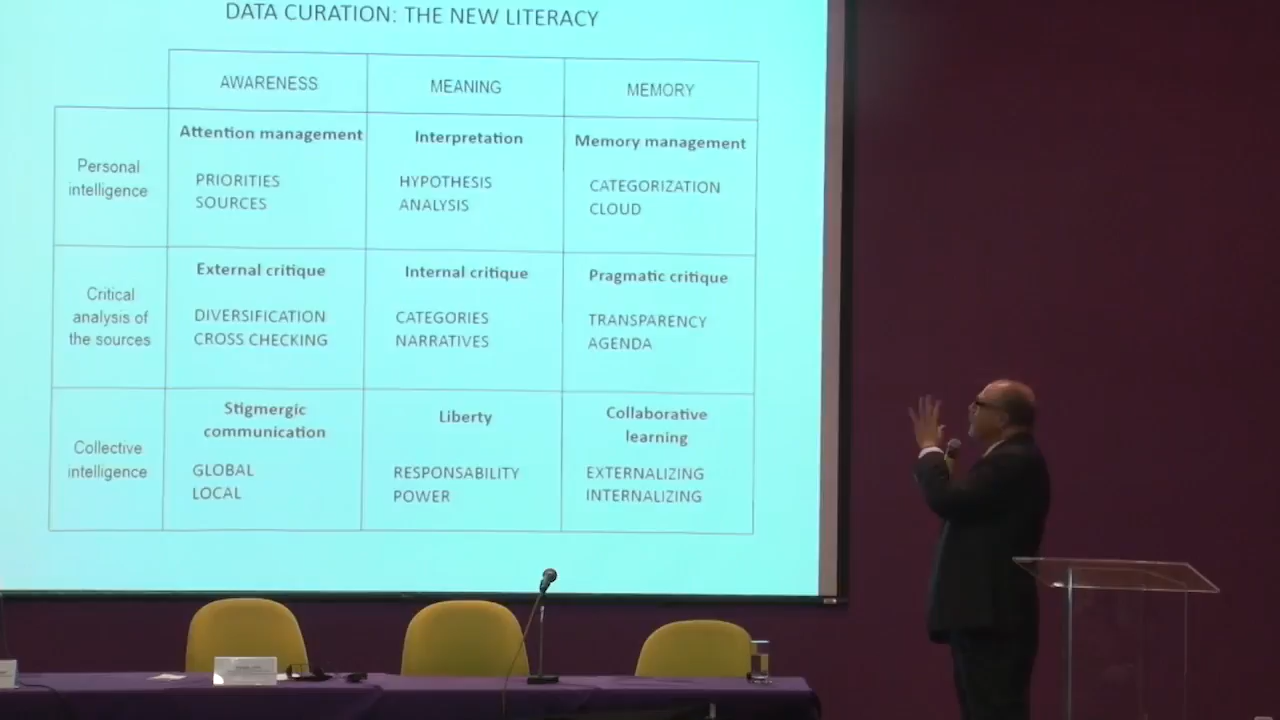 DATA CURATION: THE NEW LITERACY
AWARENESS
MEANING
MEMORY
Personal
intelligence
Attention management
PRIORITIES
SOURCES
Interpretation
HYPOTHESIS
ANALYSIS
Memory management
CATEGORIZATION
CLOUD
Critical
analysis of
the sources
External critique
DIVERSIFICATION
CROSS CHECKING
Internal critique
CATEGORIES
NARRATIVES
Pragmatic critique
TRANSPARENCY
AGENDA
Collective
intelligence
Stigmergic
communication
GLOBAL
LOCAL
Liberty
RESPONSABILITY
POWER
Collaborative
learning
EXTERNALIZING
INTERNALIZING